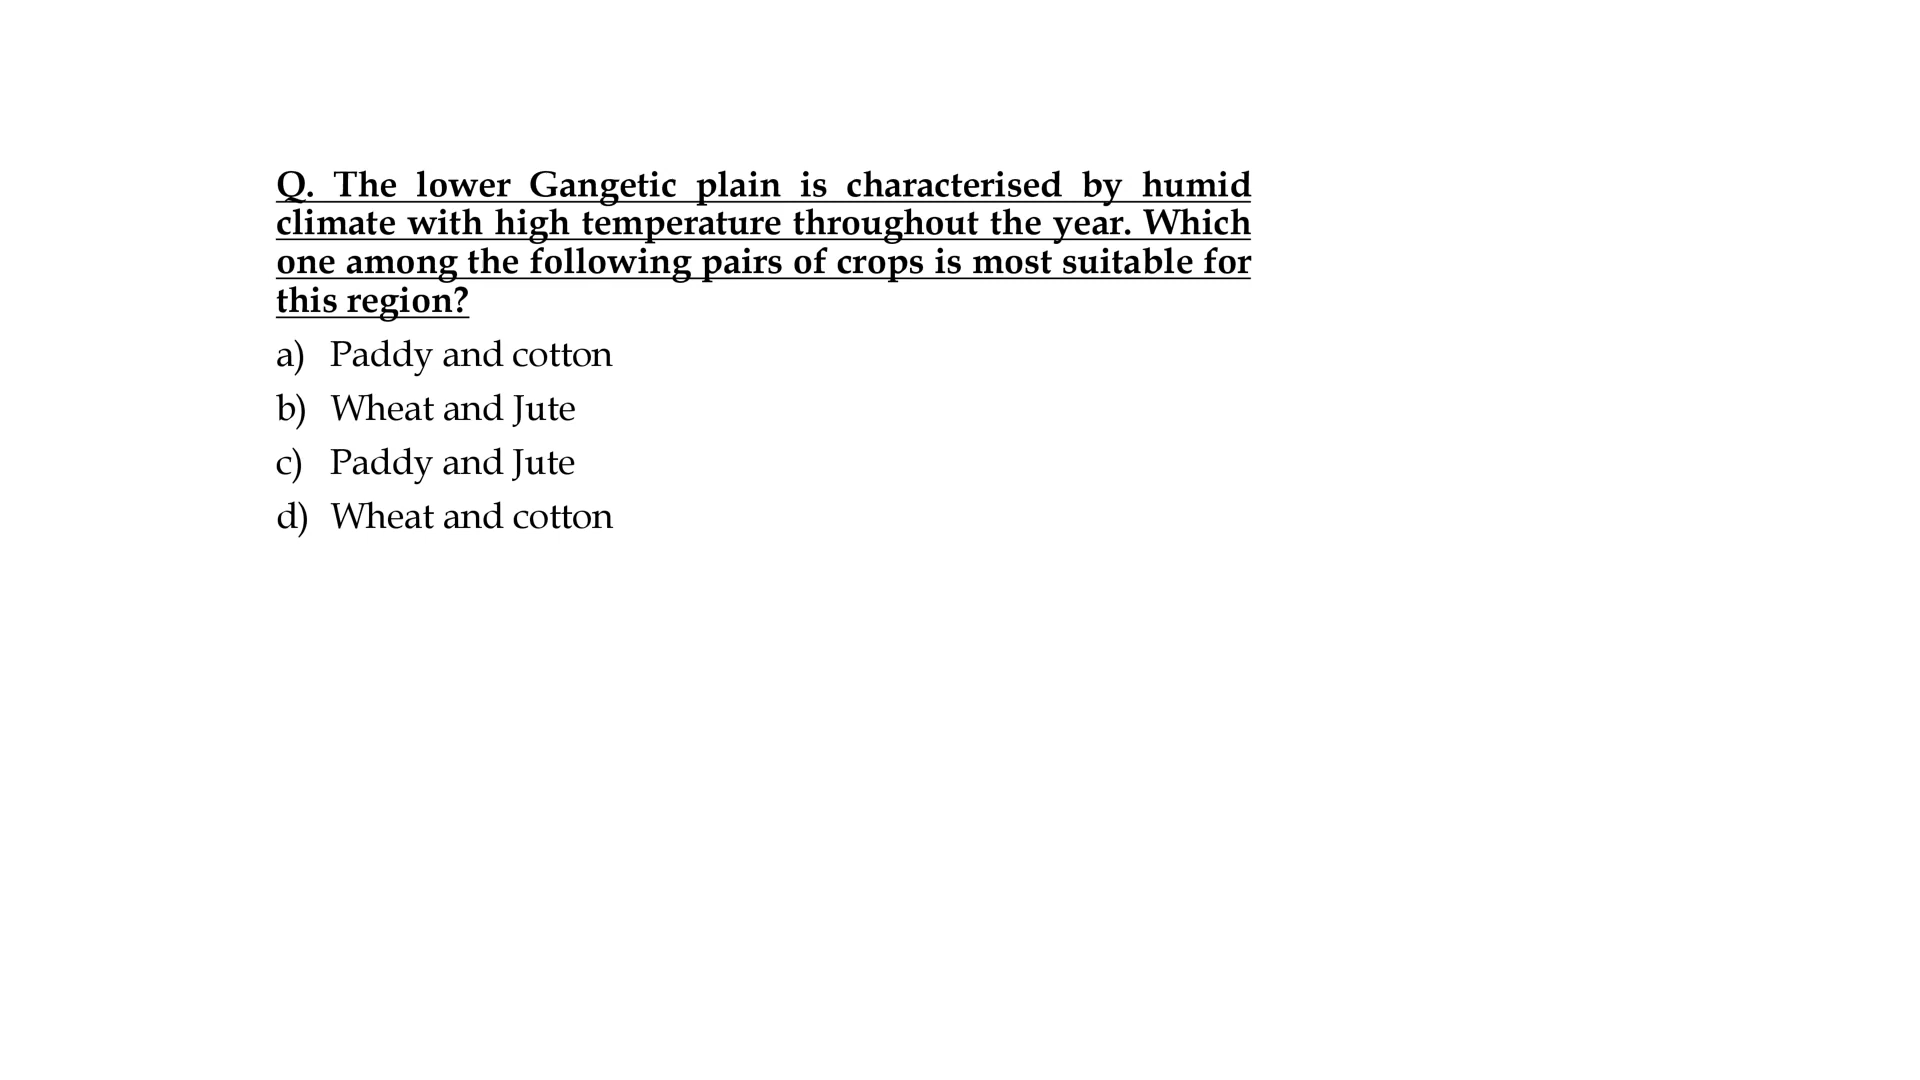 Q. The lower Gangetic plain is characterised by humid
climate with high temperature throughout the year. Which
one among the following pairs of crops is most suitable for
this region?
a) Paddy and cotton
b) Wheat and Jute
c) Paddy and Jute
d) Wheat and cotton